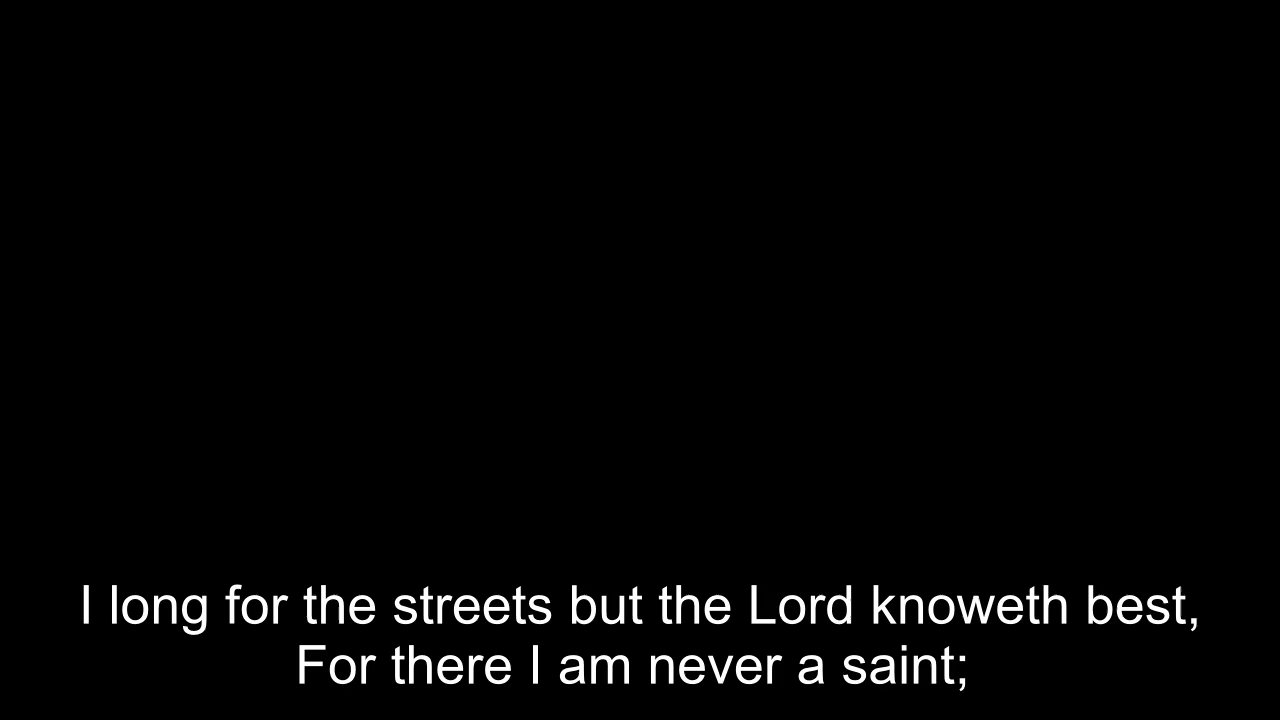 I long for the streets but the Lord knoweth best,
For there I am never a saint;